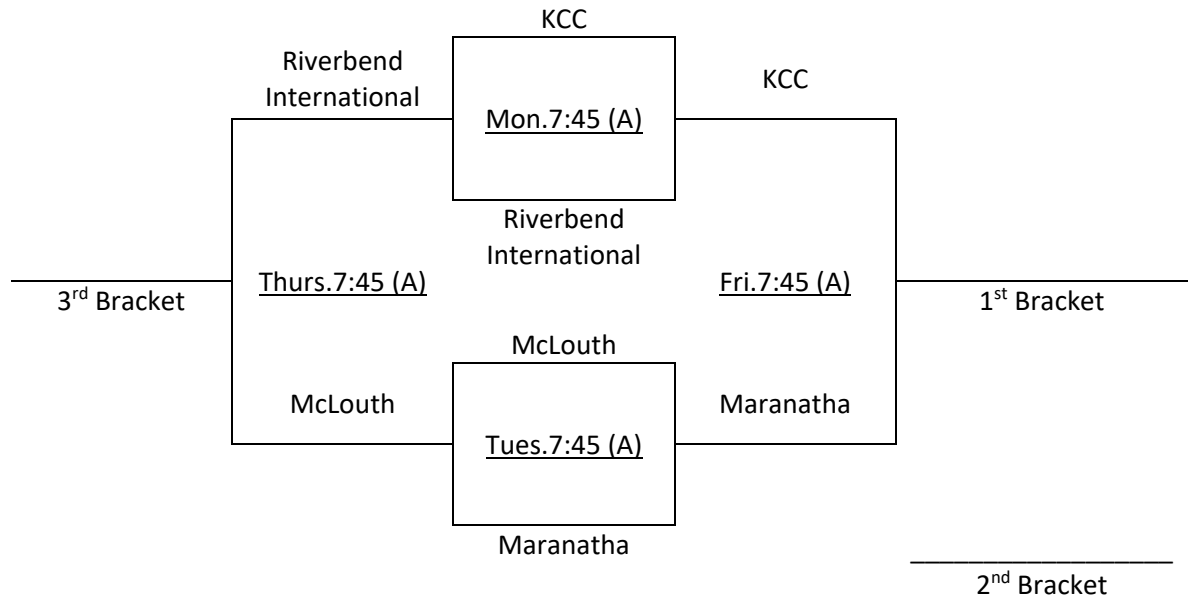 KCC
Riverbend
International
KCC
Mon.7:45 (A)
Riverbend
International
Thurs.7:45 (A)
Fri.7:45 (A)
3rd Bracket
1st Bracket
McLouth
McLouth
Maranatha
Tues.7:45 (A)
Maranatha
2nd Bracket